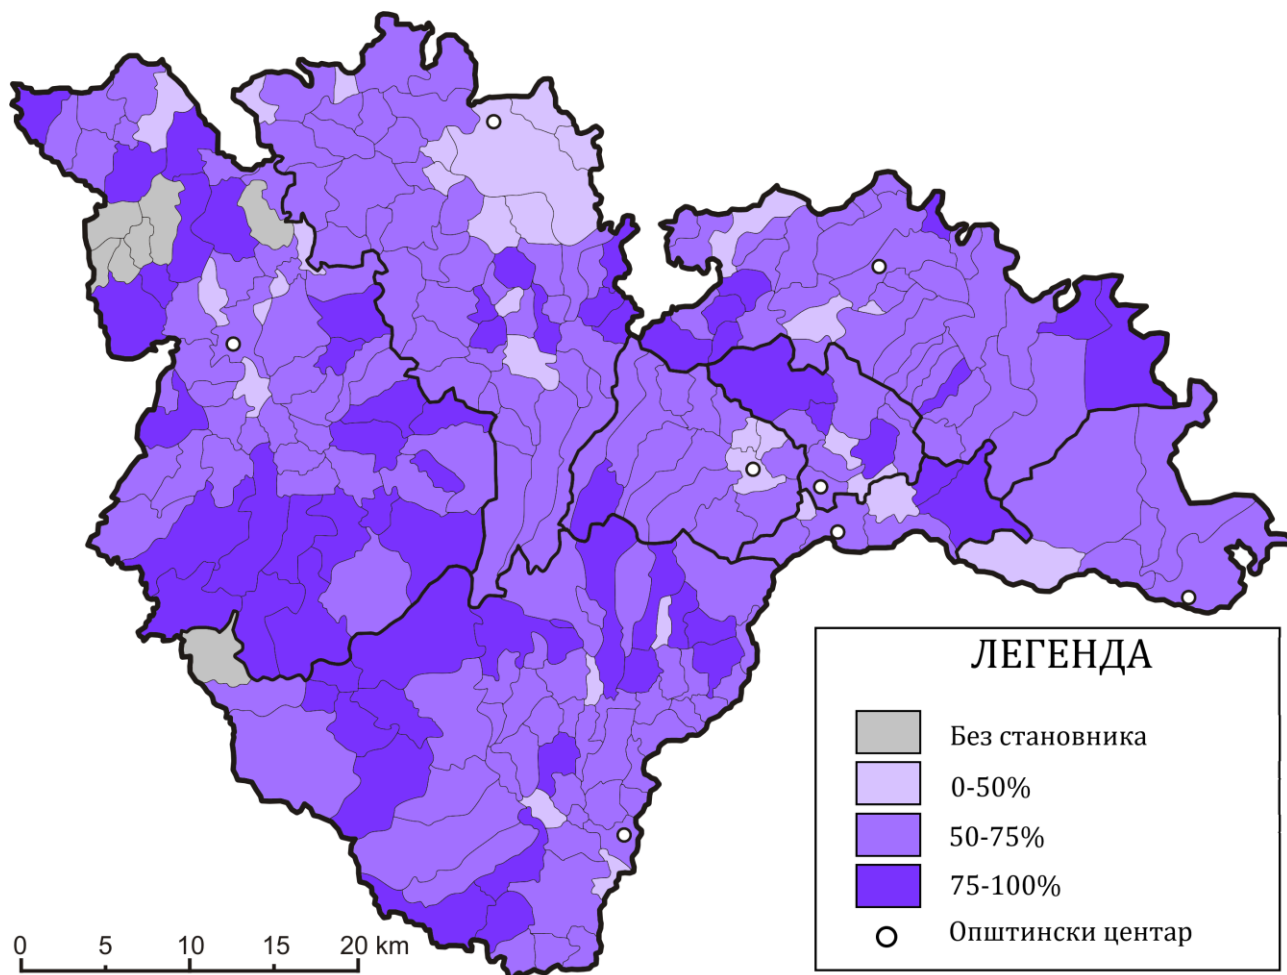 ЛЕГЕНДА
Без становника
0-50%
50-75%
75-100%
Општински центар
0 5 10 15 20 km